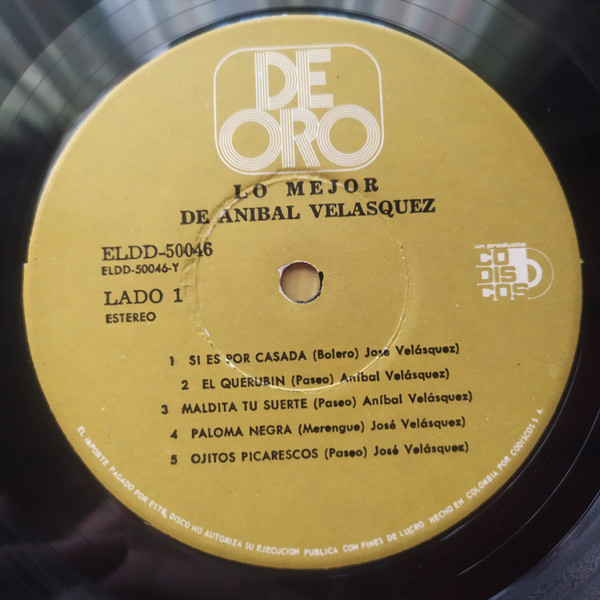 DE
ORO
LO MEJOR
DE ANIBAL VELASQUEZ
ELDD-50046
ELDD-50046-Y
LADO 1
ESTEREO
un producto
CO
DIS
COS
1 SI ES POR CASADA (Bolero) José Velásquez)
2 EL QUERUBIN (Paseo) Aníbal Velásquez)
3 MALDITA TU SUERTE (Paseo) Aníbal Velásquez)
4 PALOMA NEGRA (Merengue) José Velásquez)
5 OJITOS PICARESCOS (Paseo) José Velásquez)
EL IMPORTE PAGADO POR ESTE, DISCO NO AUTORIZA SU EJECUCION PUBLICA CON FINES DE LUCRO. HECHO EN COLOMBIA POR CODISCOS S.A.